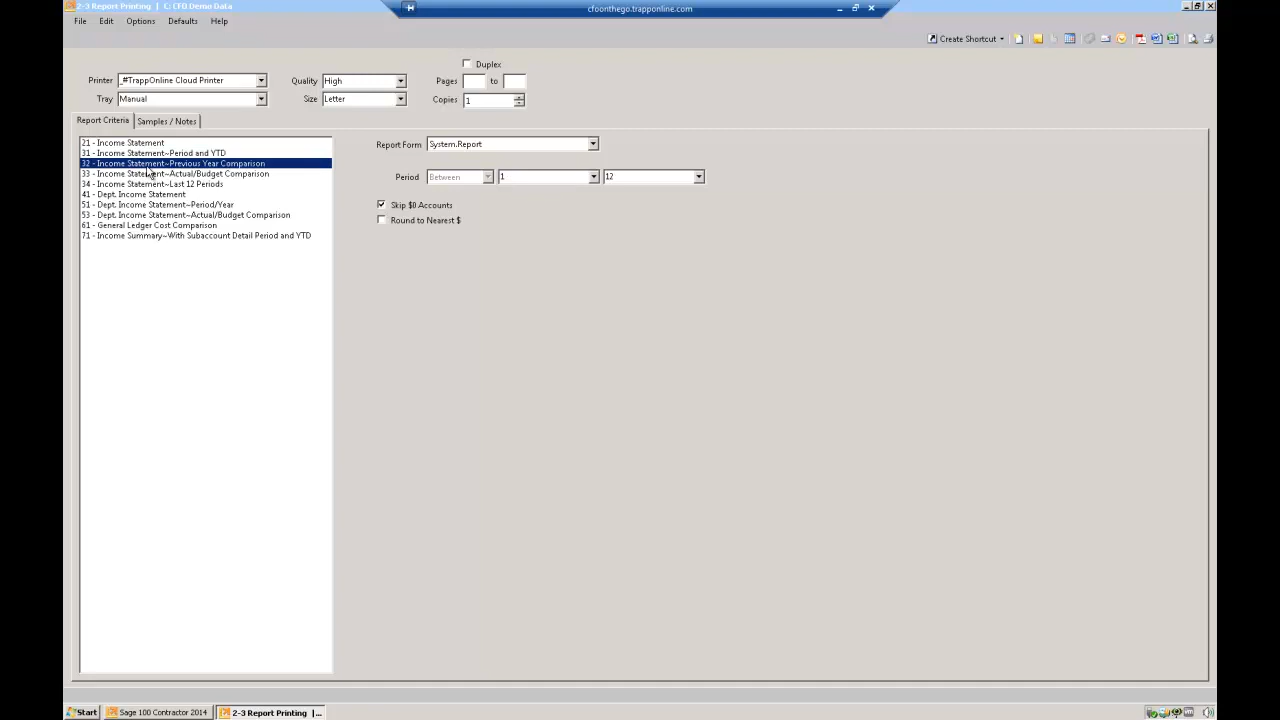 2-3 Report Printing | C: CFO Demo Data
cfoonthego.trapponline.com
File Edit Options Defaults Help
Create Shortcut
Duplex
Printer _#TrappOnline Cloud Printer Quality High Pages to
Tray Manual Size Letter Copies 1
Report Criteria Samples / Notes
21 - Income Statement
31 - Income Statement~Period and YTD
32 - Income Statement~Previous Year Comparison
33 - Income Statement~Actual/Budget Comparison
34 - Income Statement~Last 12 Periods
41 - Dept. Income Statement
51 - Dept. Income Statement~Period/Year
53 - Dept. Income Statement~Actual/Budget Comparison
61 - General Ledger Cost Comparison
71 - Income Summary~With Subaccount Detail Period and YTD
Report Form System.Report
Period Between 1 12
Skip $0 Accounts
Round to Nearest $
Start Sage 100 Contractor 2014 2-3 Report Printing |...